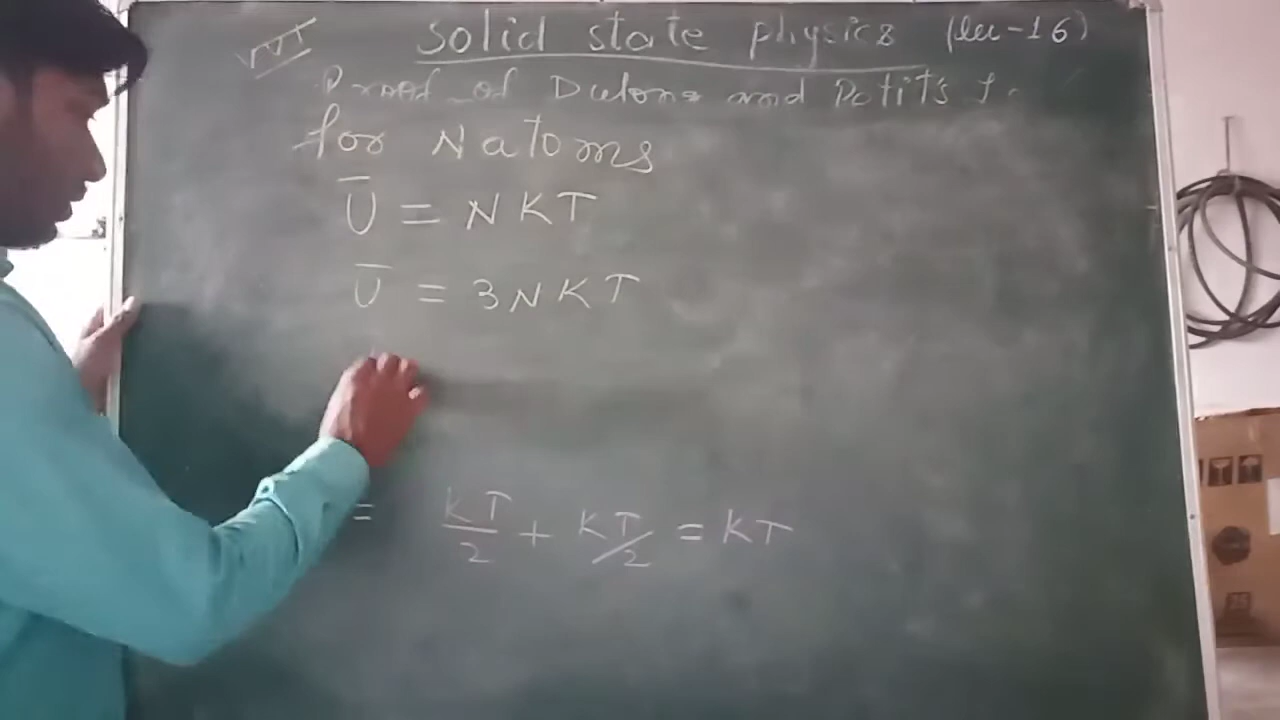 VVI
Solid state physics (Lec-16)
Proof of Dulong and Petit's
for N atoms
Ū = NKT
Ū = 3NKT
= KT/2 + KT/2 = KT